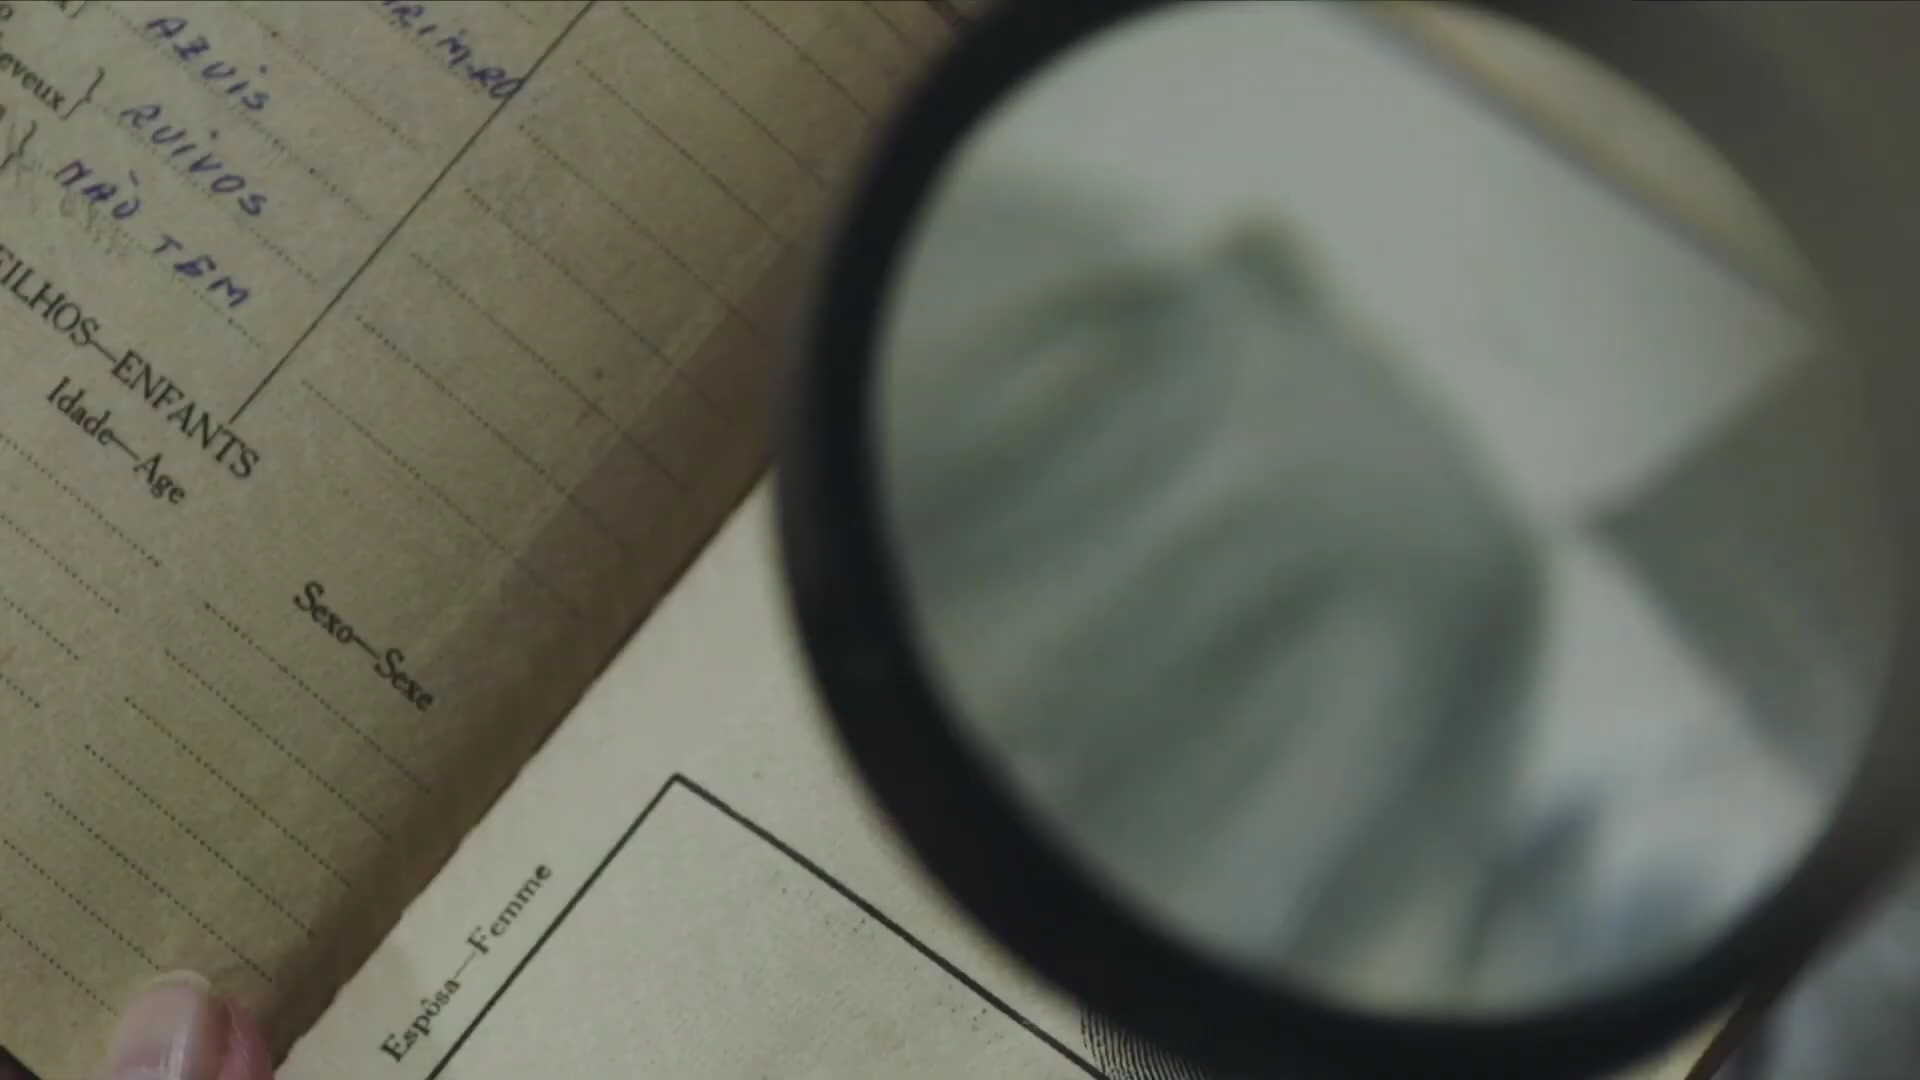 AZUIS
RUIVOS
NÃO TEM
FILHOS—ENFANTS
Idade—Age
Sexo—Sexe
Espôsa—Femme